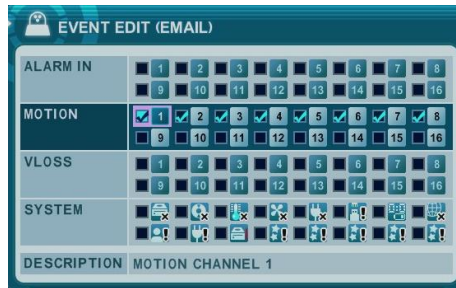 EVENT EDIT (EMAIL)
ALARM IN 1 2 3 4 5 6 7 8
9 10 11 12 13 14 15 16
MOTION 1 2 3 4 5 6 7 8
9 10 11 12 13 14 15 16
VLOSS 1 2 3 4 5 6 7 8
9 10 11 12 13 14 15 16
SYSTEM
DESCRIPTION MOTION CHANNEL 1